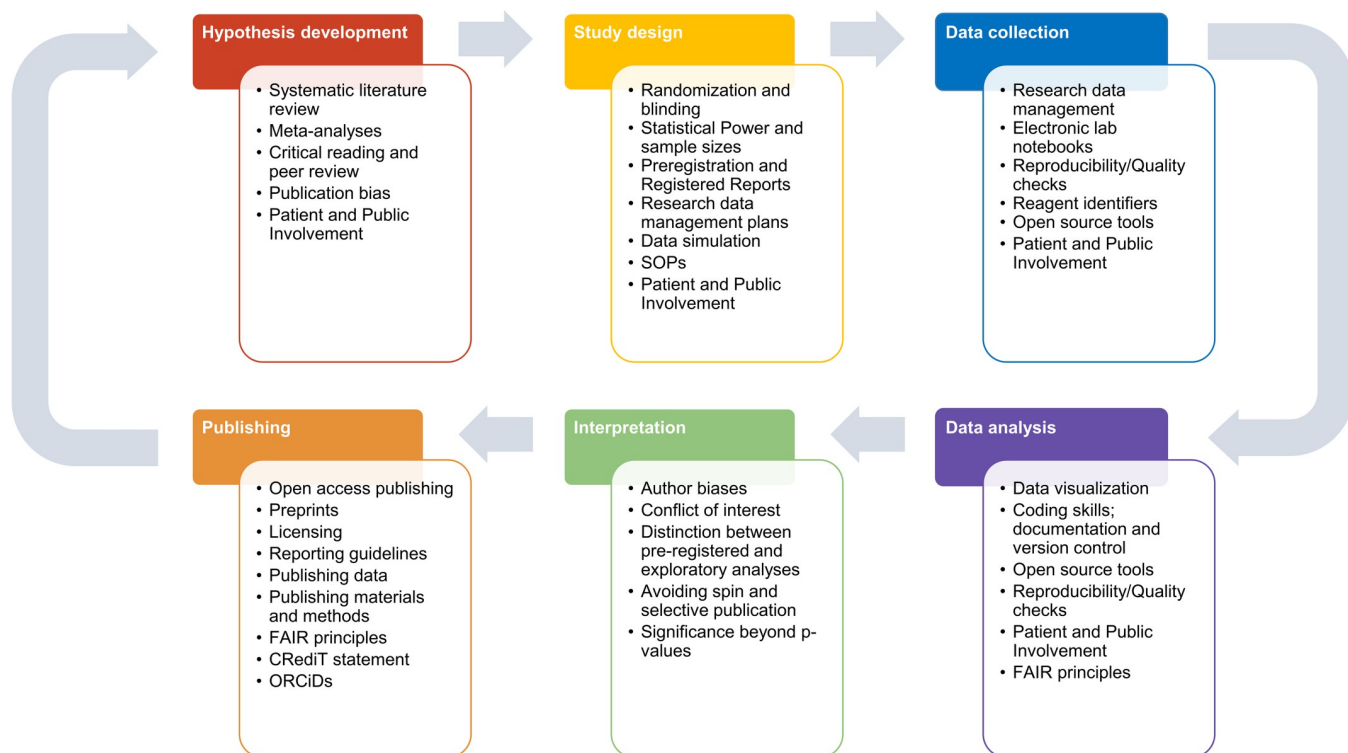 Hypothesis development
• Systematic literature
review
• Meta-analyses
• Critical reading and
peer review
• Publication bias
• Patient and Public
Involvement
Study design
• Randomization and
blinding
• Statistical Power and
sample sizes
• Preregistration and
Registered Reports
• Research data
management plans
• Data simulation
• SOPs
• Patient and Public
Involvement
Data collection
• Research data
management
• Electronic lab
notebooks
• Reproducibility/Quality
checks
• Reagent identifiers
• Open source tools
• Patient and Public
Involvement
Publishing
• Open access publishing
• Preprints
• Licensing
• Reporting guidelines
• Publishing data
• Publishing materials
and methods
• FAIR principles
• CRediT statement
• ORCiDs
Interpretation
• Author biases
• Conflict of interest
• Distinction between
pre-registered and
exploratory analyses
• Avoiding spin and
selective publication
• Significance beyond p-
values
Data analysis
• Data visualization
• Coding skills;
documentation and
version control
• Open source tools
• Reproducibility/Quality
checks
• Patient and Public
Involvement
• FAIR principles